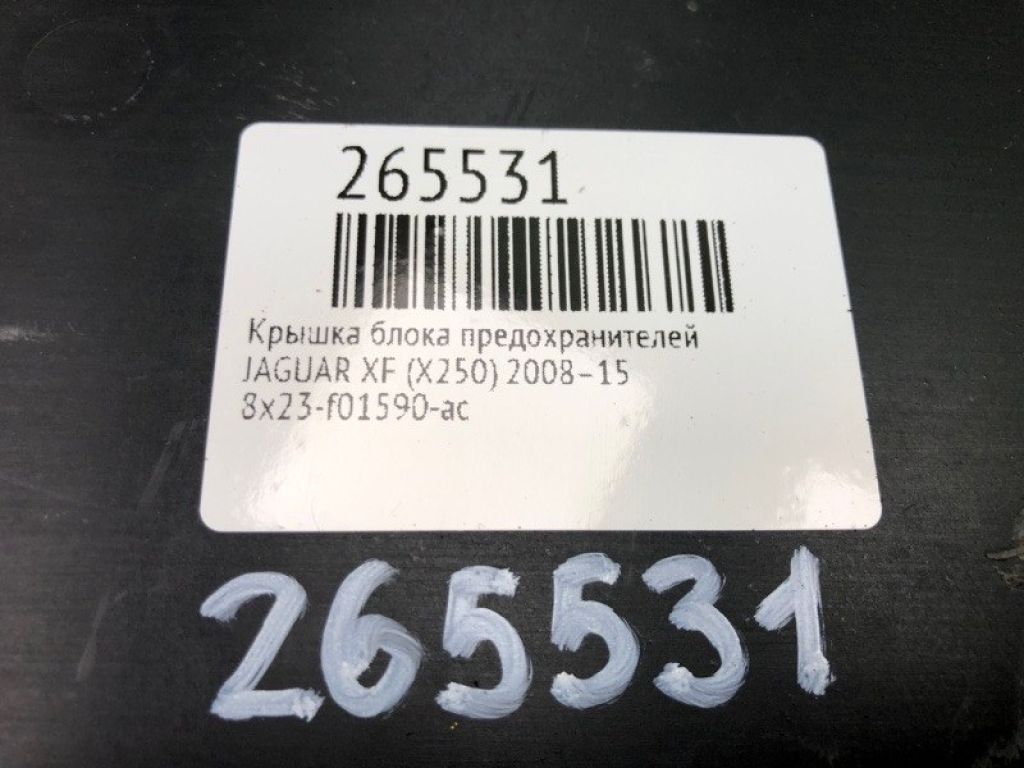 265531
Крышка блока предохранителей
JAGUAR XF (X250) 2008-15
8x23-f01590-ac
265531